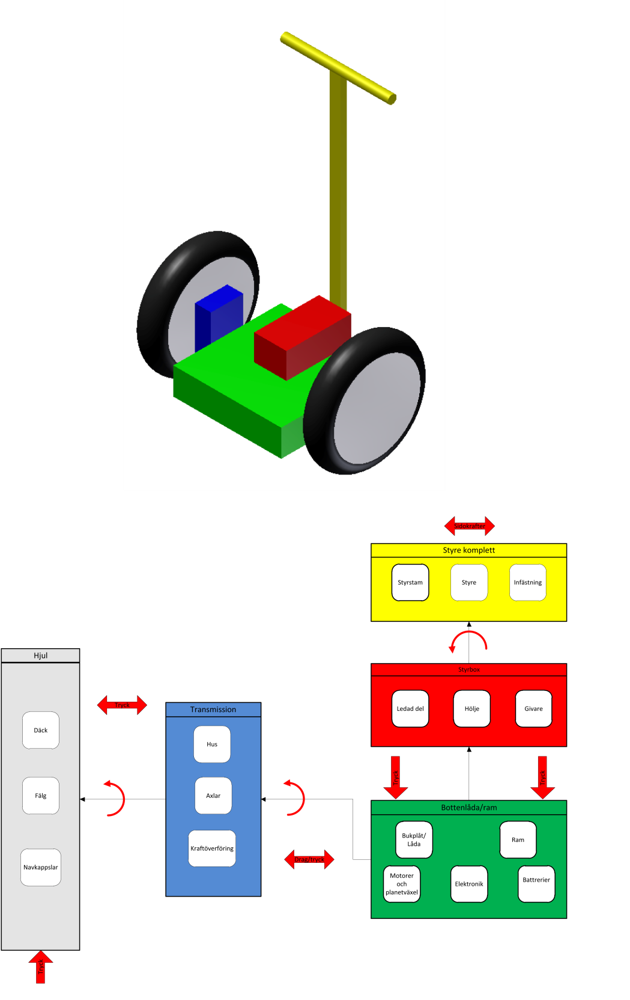 Sidokrafter
Styre komplett
Styrstam
Styre
Infästning
Hjul
Däck
Fälg
Navkappslar
Tryck
Tryck
Transmission
Hus
Axlar
Kraftöverföring
Drag/tryck
Styrbox
Ledad del
Hölje
Givare
Tryck
Tryck
Bottenlåda/ram
Bukplåt/
Låda
Ram
Motorer
och
planetväxel
Elektronik
Battrerier